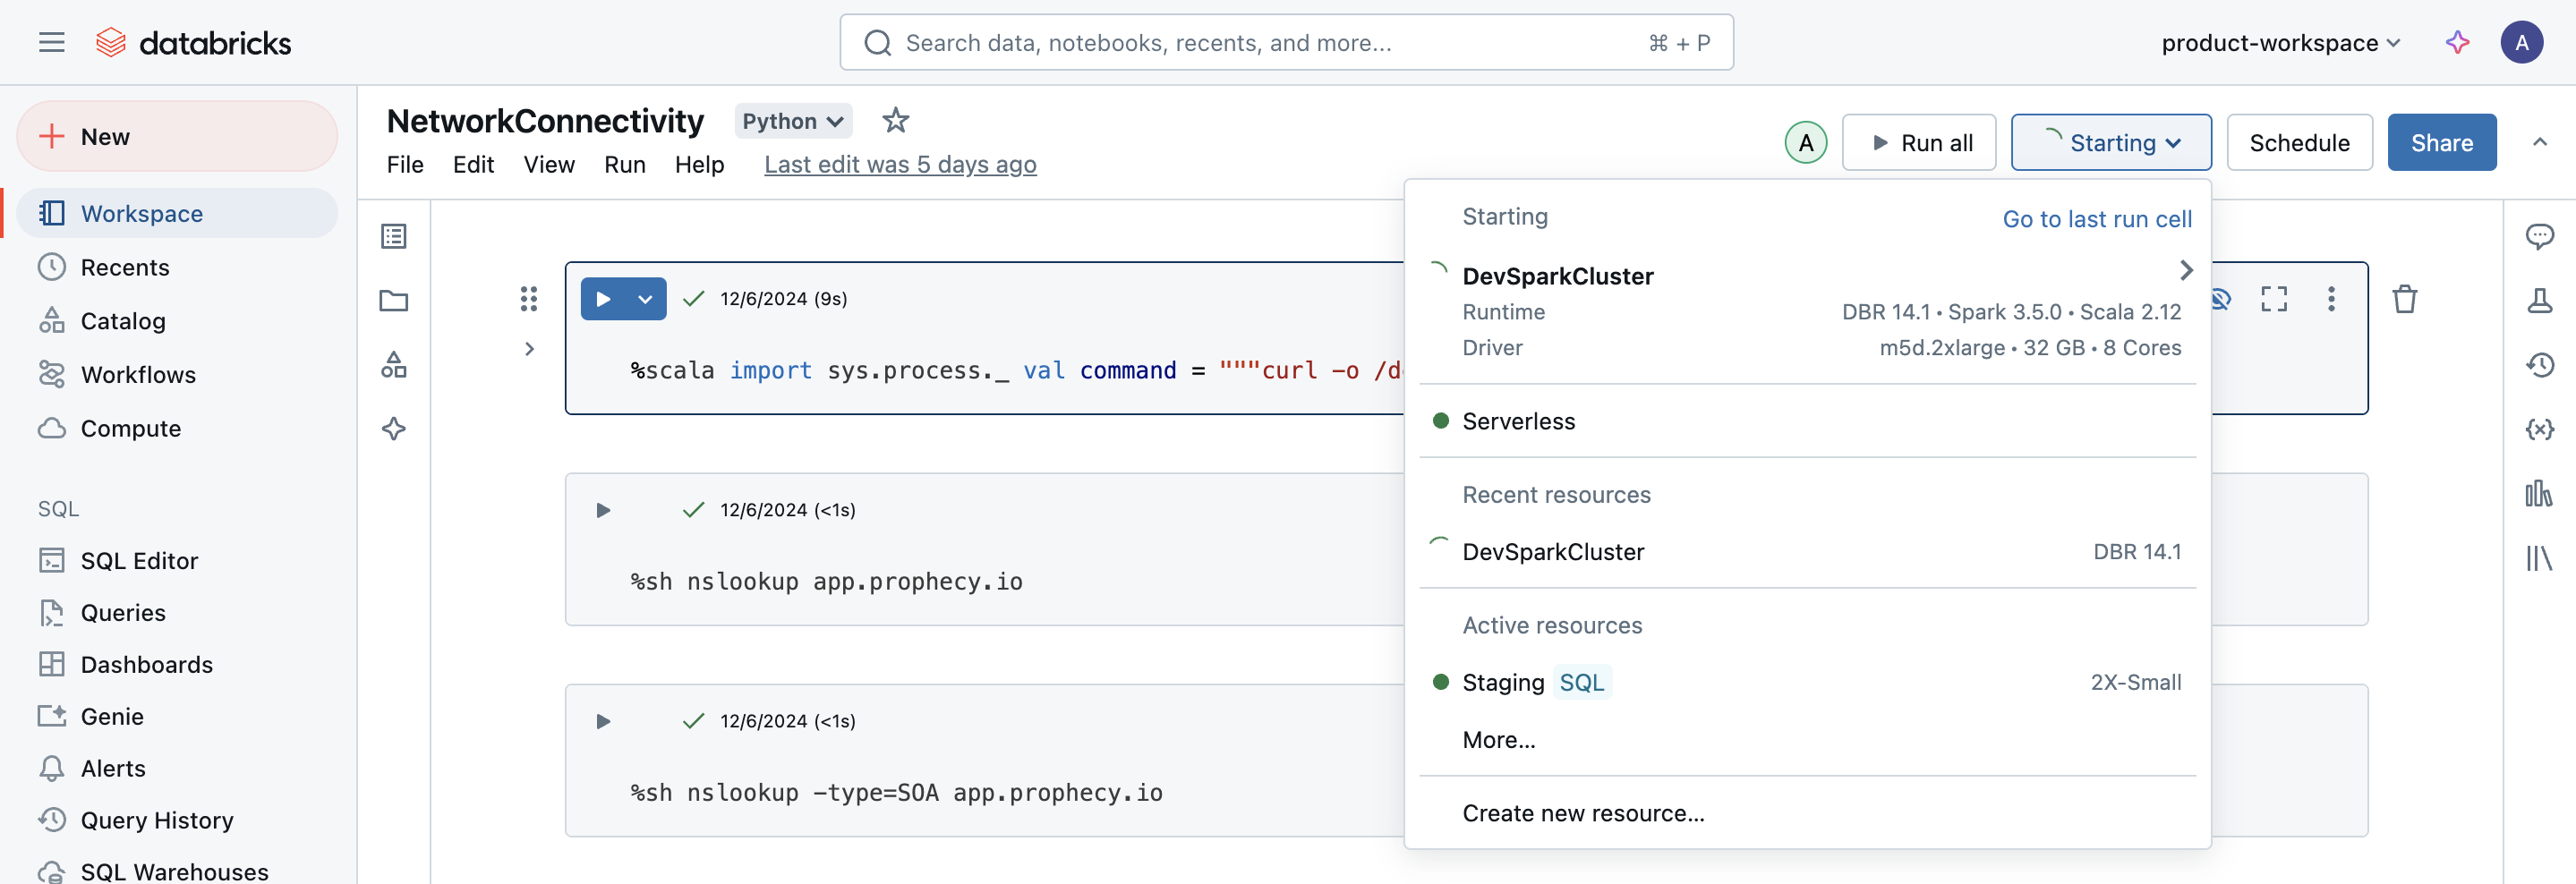 databricks
Search data, notebooks, recents, and more...
⌘ + P
product-workspace
A
New
Workspace
Recents
Catalog
Workflows
Compute
SQL
SQL Editor
Queries
Dashboards
Genie
Alerts
Query History
SQL Warehouses
NetworkConnectivity
Python
File Edit View Run Help Last edit was 5 days ago
A
Run all
Starting
Schedule
Share
12/6/2024 (9s)
%scala import sys.process._ val command = """curl -o /d
12/6/2024 (<1s)
%sh nslookup app.prophecy.io
12/6/2024 (<1s)
%sh nslookup -type=SOA app.prophecy.io
Starting
Go to last run cell
DevSparkCluster
Runtime DBR 14.1 • Spark 3.5.0 • Scala 2.12
Driver m5d.2xlarge • 32 GB • 8 Cores
Serverless
Recent resources
DevSparkCluster DBR 14.1
Active resources
Staging SQL 2X-Small
More...
Create new resource...